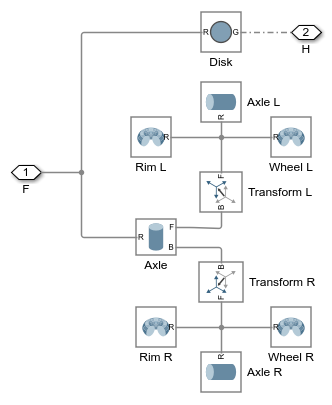 R G
2
H
Disk
Axle L
R
R
Rim L
R
Wheel L
1
F
F
Transform L
B
R
F
B
Axle
B
Transform R
F
R
Rim R
R
Wheel R
R
Axle R